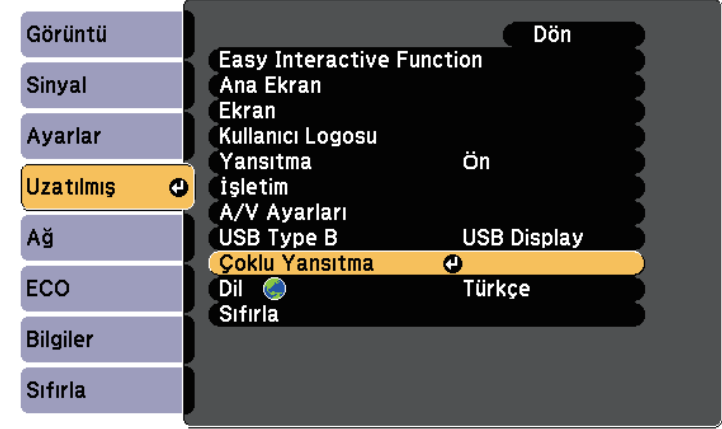 Görüntü
Sinyal
Ayarlar
Uzatılmış
Ağ
ECO
Bilgiler
Sıfırla
Dön
Easy Interactive Function
Ana Ekran
Ekran
Kullanıcı Logosu
Yansıtma Ön
İşletim
A/V Ayarları
USB Type B USB Display
Çoklu Yansıtma
Dil Türkçe
Sıfırla